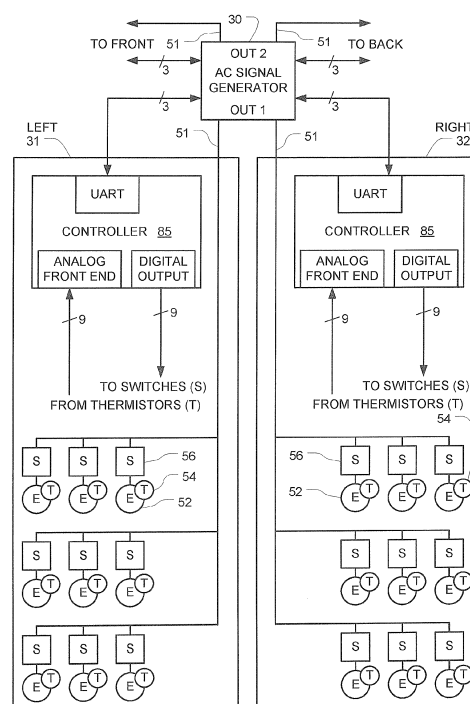 30
51
51
TO FRONT
OUT 2
TO BACK
AC SIGNAL
GENERATOR
3
3
3
3
OUT 1
51
51
LEFT
31
RIGHT
32
UART
CONTROLLER 85
ANALOG
FRONT END
DIGITAL
OUTPUT
9
9
TO SWITCHES (S)
FROM THERMISTORS (T)
S S S 56
54
E T E T E T 52
S S S
E T E T E T
S S S
E T E T E T
UART
CONTROLLER 85
ANALOG
FRONT END
DIGITAL
OUTPUT
9
9
TO SWITCHES (S)
FROM THERMISTORS (T)
54
56 S S S
52 E T E T E T
S S S
E T E T E T
S S S
E T E T E T